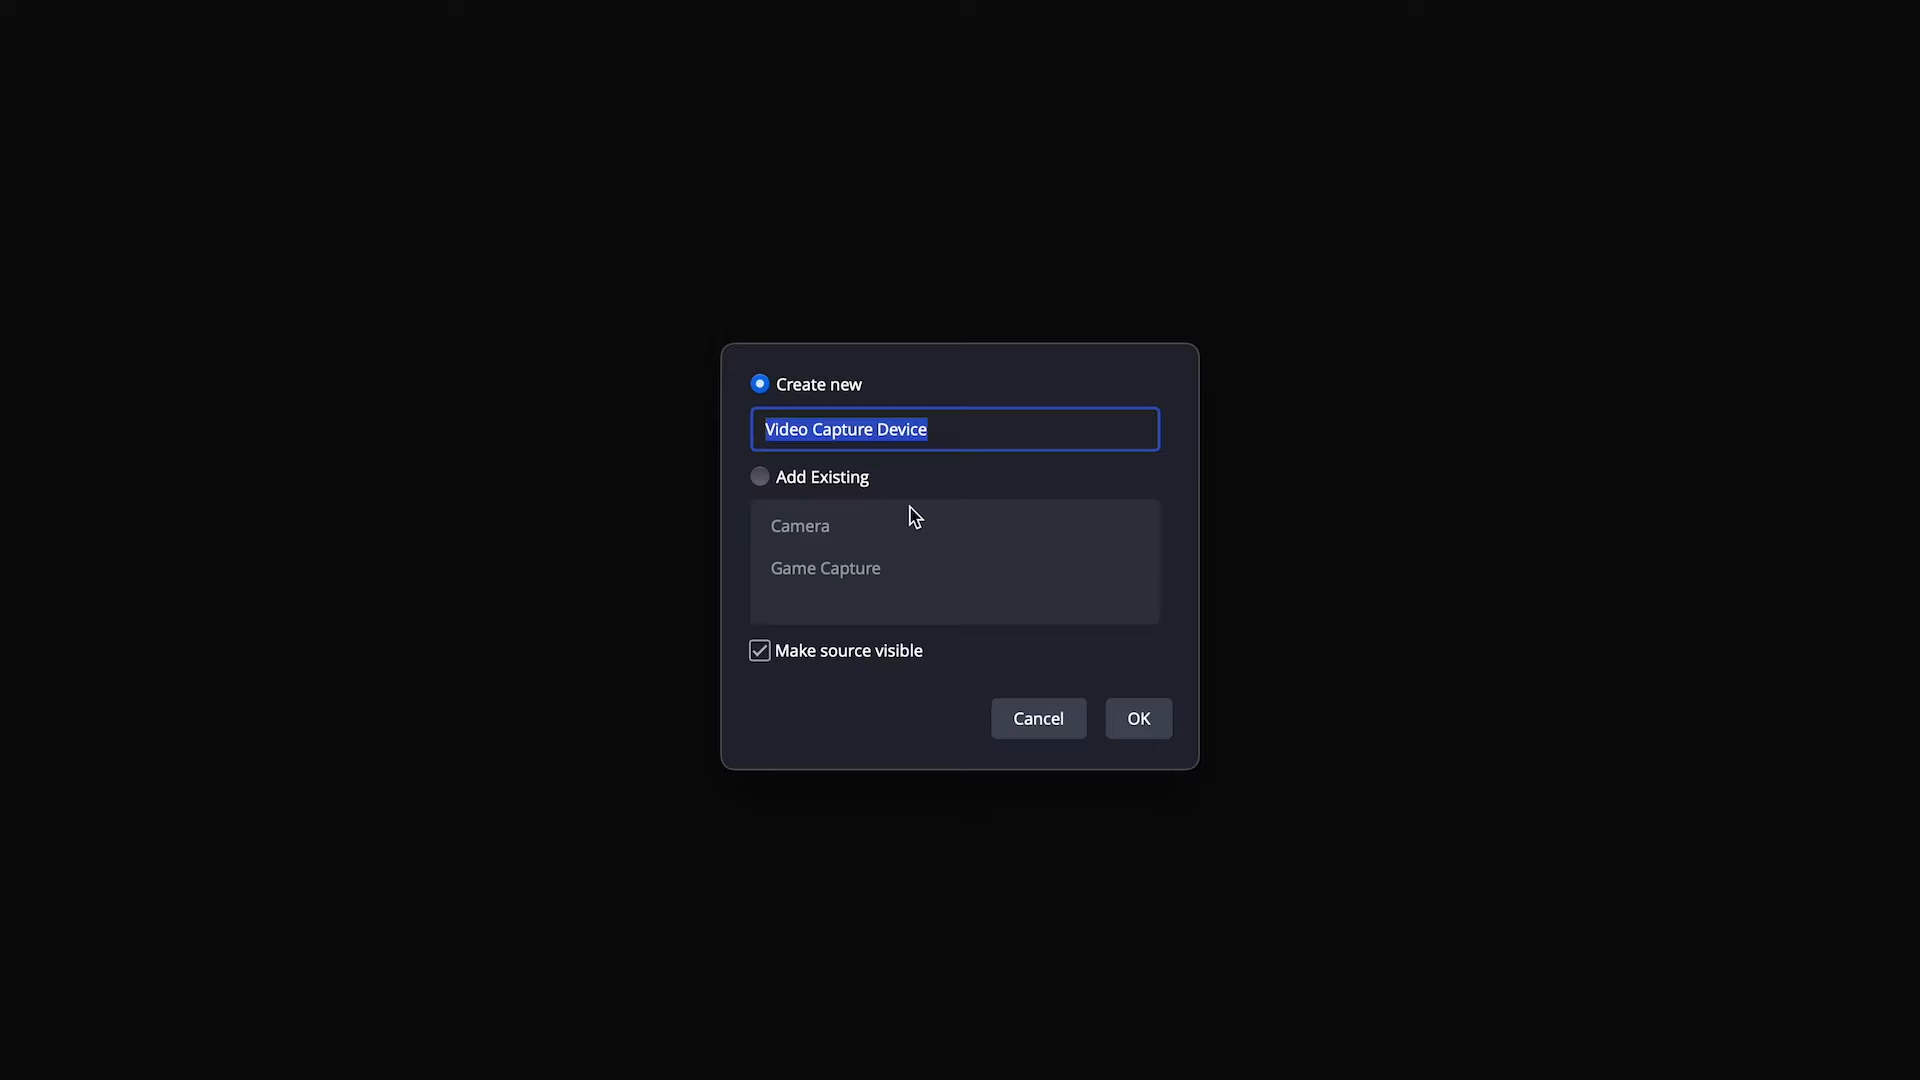 Create new
Video Capture Device
Add Existing
Camera
Game Capture
Make source visible
Cancel
OK